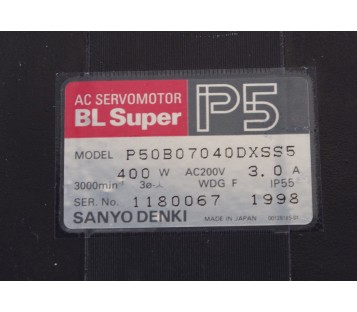 AC SERVOMOTOR
BL Super P5
MODEL P50B07040DXSS5
400 W AC200V 3.0 A
3000min⁻¹ 3ø WDG F IP55
SER. No. 1180067 1998
SANYO DENKI MADE IN JAPAN